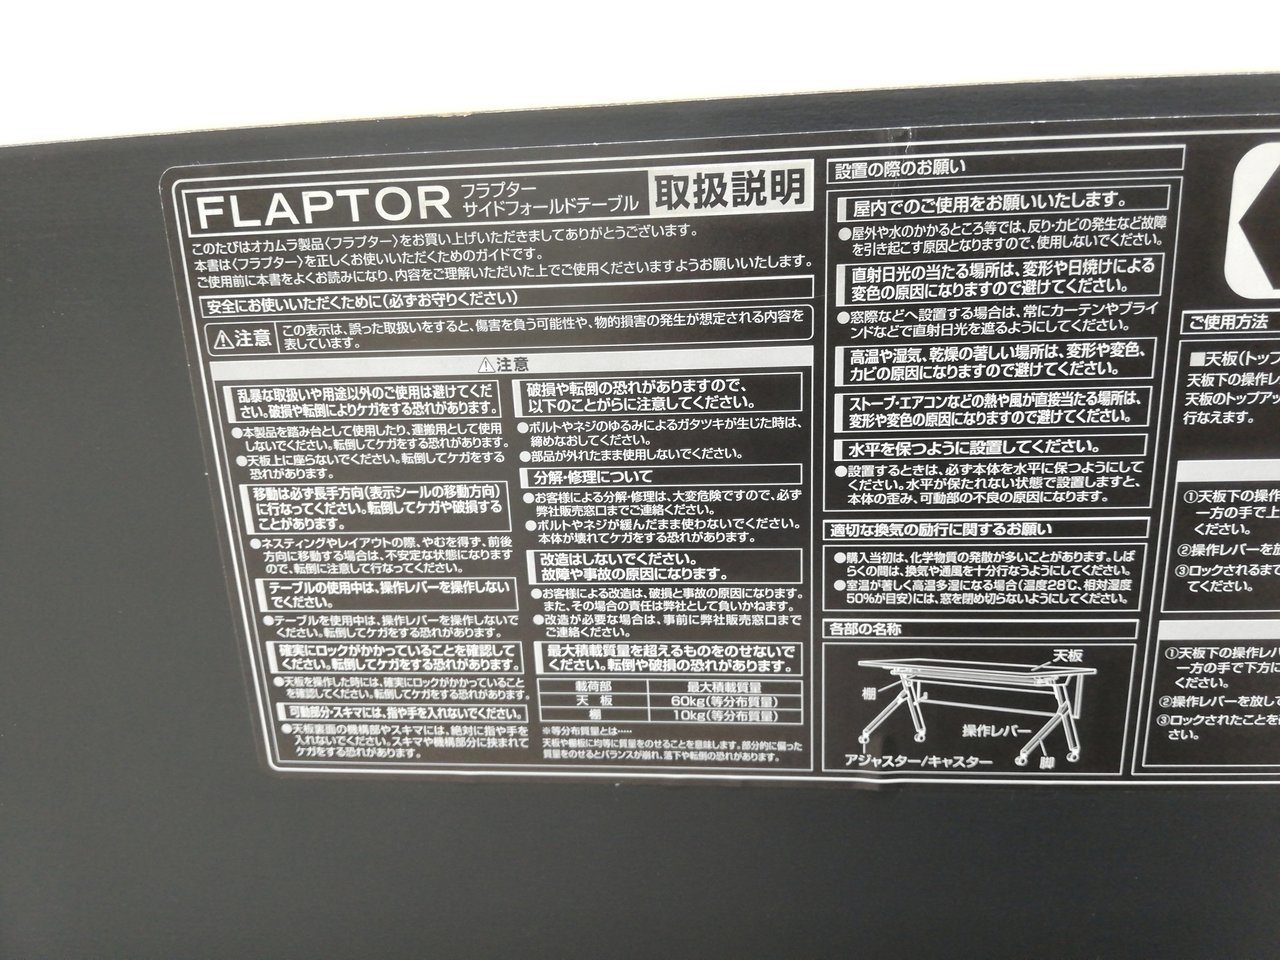 FLAPTOR フラプター
サイドフォールドテーブル 取扱説明
このたびはオカムラ製品〈フラプター〉をお買い上げいただきましてありがとうございます。
本書は〈フラプター〉を正しくお使いいただくためのガイドです。
ご使用前に本書をよくお読みになり、内容をご理解いただいた上でご使用くださいますようお願いいたします。
安全にお使いいただくために(必ずお守りください)
⚠注意 この表示は、誤った取扱いをすると、傷害を負う可能性や、物的損害の発生が想定される内容を
表しています。
⚠注意
乱暴な取扱いや用途以外のご使用は避けてくだ
さい。破損や転倒によりケガをする恐れがあります。
●本製品を踏み台として使用したり、運搬用として使用
しないでください。転倒してケガをする恐れがあります。
●天板上に座らないでください。転倒してケガをする
恐れがあります。
移動は必ず長手方向(表示シールの移動方向)
に行なってください。転倒してケガや破損する
ことがあります。
●ネスティングやレイアウトの際、やむを得ず、前後
方向に移動する場合は、不安定な状態になります
ので、転倒に注意して行なってください。
テーブルの使用中は、操作レバーを操作しない
でください。
●テーブルを使用中は、操作レバーを操作しないで
ください。転倒してケガをする恐れがあります。
確実にロックがかかっていることを確認して
ください。転倒してケガをする恐れがあります。
●天板を操作した時には、確実にロックがかかっていること
を確認してください。転倒してケガをする恐れがあります。
可動部分・スキマには、指や手を入れないでください。
●天板裏面の機構部やスキマには、絶対に指や手を
入れないでください。スキマや機構部分に挟まれて
ケガをする恐れがあります。
破損や転倒の恐れがありますので、
以下のことがらに注意してください。
●ボルトやネジのゆるみによるガタツキが生じた時は、
締めなおしてください。
●部品が外れたまま使用しないでください。
分解・修理について
●お客様による分解・修理は、大変危険ですので、必ず
弊社販売窓口までご連絡ください。
●ボルトやネジが緩んだまま使わないでください。
本体が壊れてケガをする恐れがあります。
改造はしないでください。
故障や事故の原因になります。
●お客様による改造は、破損と事故の原因になります。
また、その場合の責任は弊社として負いかねます。
●改造が必要な場合は、事前に弊社販売窓口まで
ご連絡ください。
最大積載質量を超えるものをのせないで
ください。転倒や破損の恐れがあります。
載荷部 最大積載質量
天 板 60kg(等分布質量)
棚 10kg(等分布質量)
※等分布質量とは‥‥‥
天板や棚板に均等に質量をのせることを意味します。部分的に偏った
質量をのせるとバランスが崩れ、落下や転倒の恐れがあります。
設置の際のお願い
屋内でのご使用をお願いいたします。
●屋外や水のかかるところ等では、反り・カビの発生など故障
を引き起こす原因となりますので、使用しないでください。
直射日光の当たる場所は、変形や日焼けによる
変色の原因になりますので避けてください。
●窓際などへ設置する場合は、常にカーテンやブライ
ンドなどで直射日光を遮るようにしてください。
高温や湿気、乾燥の著しい場所は、変形や変色、
カビの原因になりますので避けてください。
ストーブ・エアコンなどの熱や風が直接当たる場所は、
変形や変色の原因になりますので避けてください。
水平を保つように設置してください。
●設置するときは、必ず本体を水平に保つようにして
ください。水平が保たれない状態で設置しますと、
本体の歪み、可動部の不良の原因になります。
適切な換気の励行に関するお願い
●購入当初は、化学物質の発散が多いことがあります。しば
らくの間は、換気や通風を十分行なうようにしてください。
●室温が著しく高温多湿になる場合(温度28℃、相対湿度
50%が目安)には、窓を閉め切らないようにしてください。
各部の名称
天板
棚
操作レバー
アジャスター/キャスター
脚
ご使用方法
■天板(トップ
天板下の操作レ
天板のトップアッ
行なえます。
①天板下の操作
一方の手で上
ください。
②操作レバーを
③ロックされるまで
てください。
①天板下の操作レバ
一方の手で下方に
ください。
②操作レバーを放して
③ロックされたことを
さい。